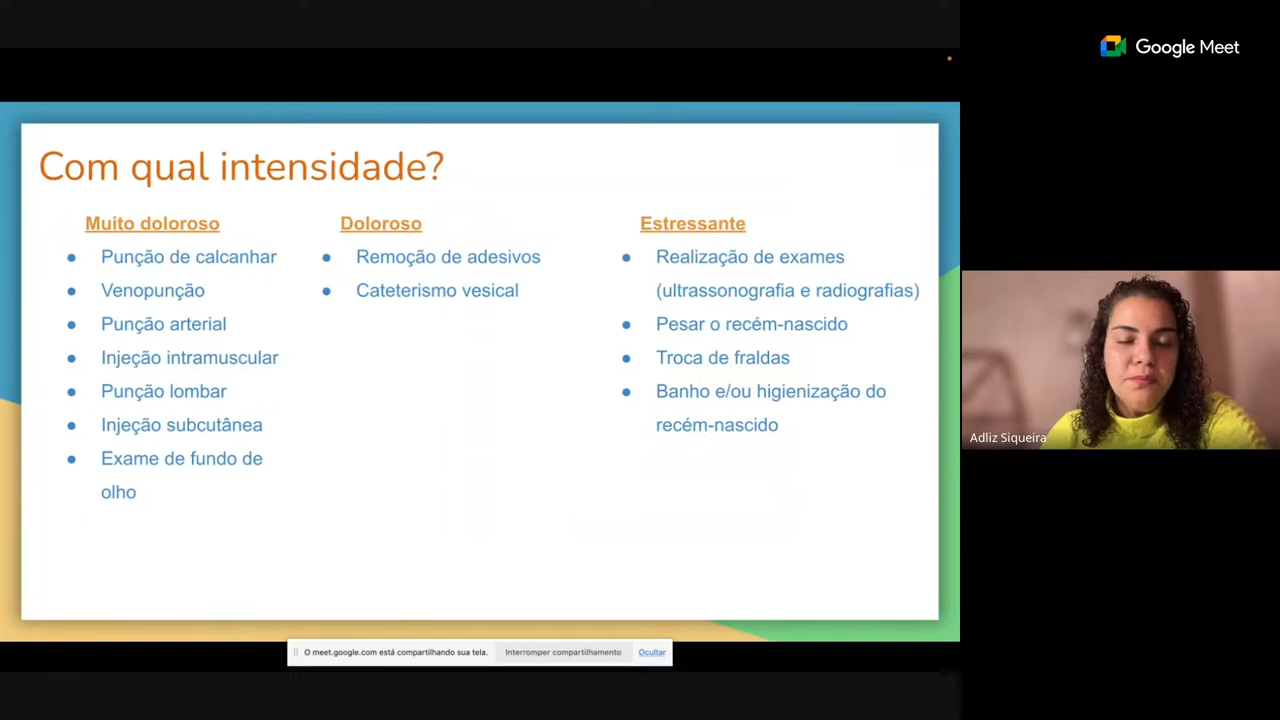 Google Meet
Com qual intensidade?
Muito doloroso
Punção de calcanhar
Venopunção
Punção arterial
Injeção intramuscular
Punção lombar
Injeção subcutânea
Exame de fundo de
olho
Doloroso
Remoção de adesivos
Cateterismo vesical
Estressante
Realização de exames
(ultrassonografia e radiografias)
Pesar o recém-nascido
Troca de fraldas
Banho e/ou higienização do
recém-nascido
Adliz Siqueira
O meet.google.com está compartilhando sua tela. Interromper compartilhamento Ocultar